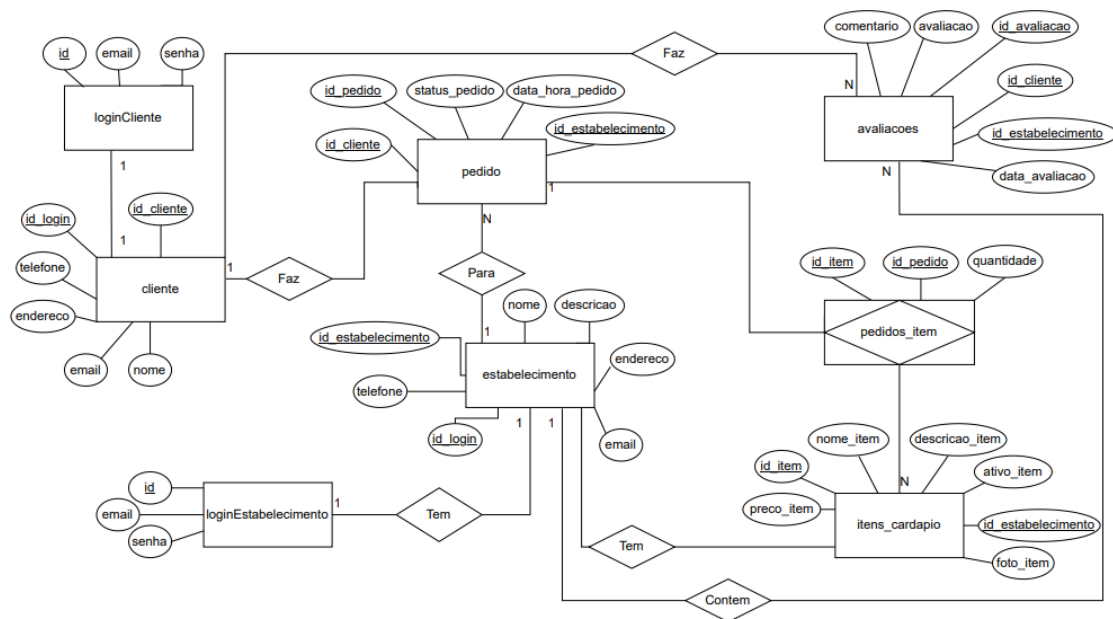 id
email
senha
loginCliente
1
1
id_login
id_cliente
telefone
cliente
endereco
email
nome
1
1
Faz
Faz
id_pedido
status_pedido
data_hora_pedido
id_cliente
id_estabelecimento
pedido
N
1
Para
1
comentario
avaliacao
id_avaliacao
id_cliente
id_estabelecimento
data_avaliacao
N
avaliacoes
N
id_item
id_pedido
quantidade
pedidos_item
nome
descricao
id_estabelecimento
endereco
estabelecimento
telefone
id_login
email
1
1
id
email
senha
loginEstabelecimento
1
Tem
Tem
Contem
nome_item
descricao_item
id_item
ativo_item
preco_item
N
itens_cardapio
id_estabelecimento
foto_item